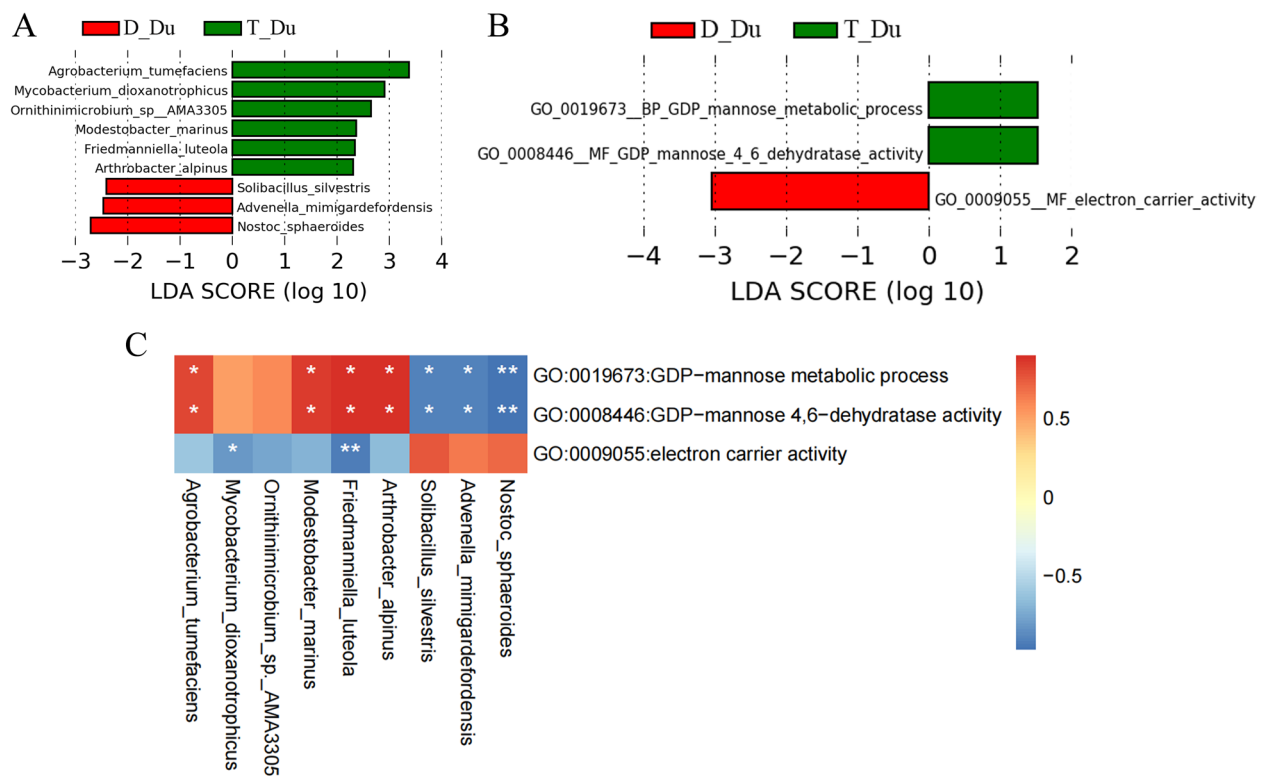 A
D_Du
T_Du
Agrobacterium_tumefaciens
Mycobacterium_dioxanotrophicus
Ornithinimicrobium_sp__AMA3305
Modestobacter_marinus
Friedmanniella_luteola
Arthrobacter_alpinus
Solibacillus_silvestris
Advenella_mimigardefordensis
Nostoc_sphaeroides
−3 −2 −1 0 1 2 3 4
LDA SCORE (log 10)
B
D_Du
T_Du
GO_0019673__BP_GDP_mannose_metabolic_process
GO_0008446__MF_GDP_mannose_4_6_dehydratase_activity
GO_0009055__MF_electron_carrier_activity
−4 −3 −2 −1 0 1 2
LDA SCORE (log 10)
C
* * * * * * **
GO:0019673:GDP−mannose metabolic process
* * * * * * **
GO:0008446:GDP−mannose 4,6−dehydratase activity
* **
GO:0009055:electron carrier activity
Agrobacterium_tumefaciens
Mycobacterium_dioxanotrophicus
Ornithinimicrobium_sp._AMA3305
Modestobacter_marinus
Friedmanniella_luteola
Arthrobacter_alpinus
Solibacillus_silvestris
Advenella_mimigardefordensis
Nostoc_sphaeroides
0.5
0
−0.5